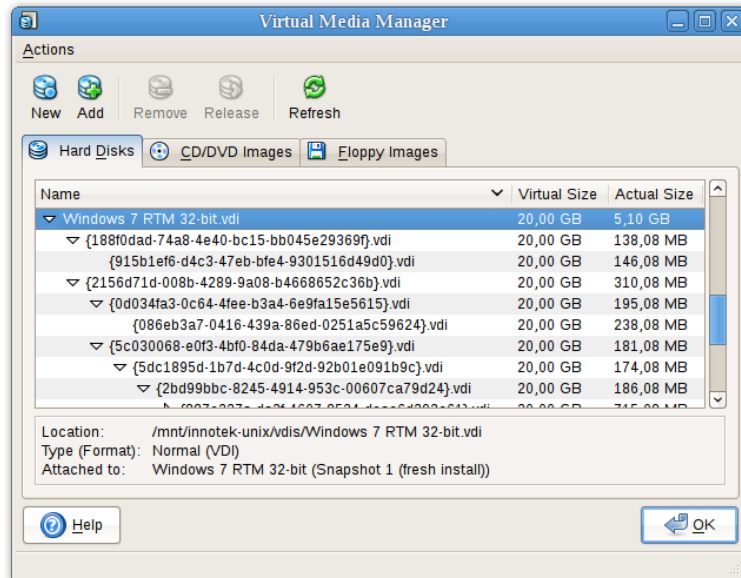 Virtual Media Manager
Actions
New Add Remove Release Refresh
Hard Disks CD/DVD Images Floppy Images
Name Virtual Size Actual Size
Windows 7 RTM 32-bit.vdi 20,00 GB 5,10 GB
{188f0dad-74a8-4e40-bc15-bb045e29369f}.vdi 20,00 GB 138,08 MB
{915b1ef6-d4c3-47eb-bfe4-9301516d49d0}.vdi 20,00 GB 146,08 MB
{2156d71d-008b-4289-9a08-b4668652c36b}.vdi 20,00 GB 310,08 MB
{0d034fa3-0c64-4fee-b3a4-6e9fa15e5615}.vdi 20,00 GB 195,08 MB
{086eb3a7-0416-439a-86ed-0251a5c59624}.vdi 20,00 GB 238,08 MB
{5c030068-e0f3-4bf0-84da-479b6ae175e9}.vdi 20,00 GB 181,08 MB
{5dc1895d-1b7d-4c0d-9f2d-92b01e091b9c}.vdi 20,00 GB 174,08 MB
{2bd99bbc-8245-4914-953c-00607ca79d24}.vdi 20,00 GB 186,08 MB
20,00 GB 715,08 MB
Location: /mnt/innotek-unix/vdis/Windows 7 RTM 32-bit.vdi
Type (Format): Normal (VDI)
Attached to: Windows 7 RTM 32-bit (Snapshot 1 (fresh install))
Help OK